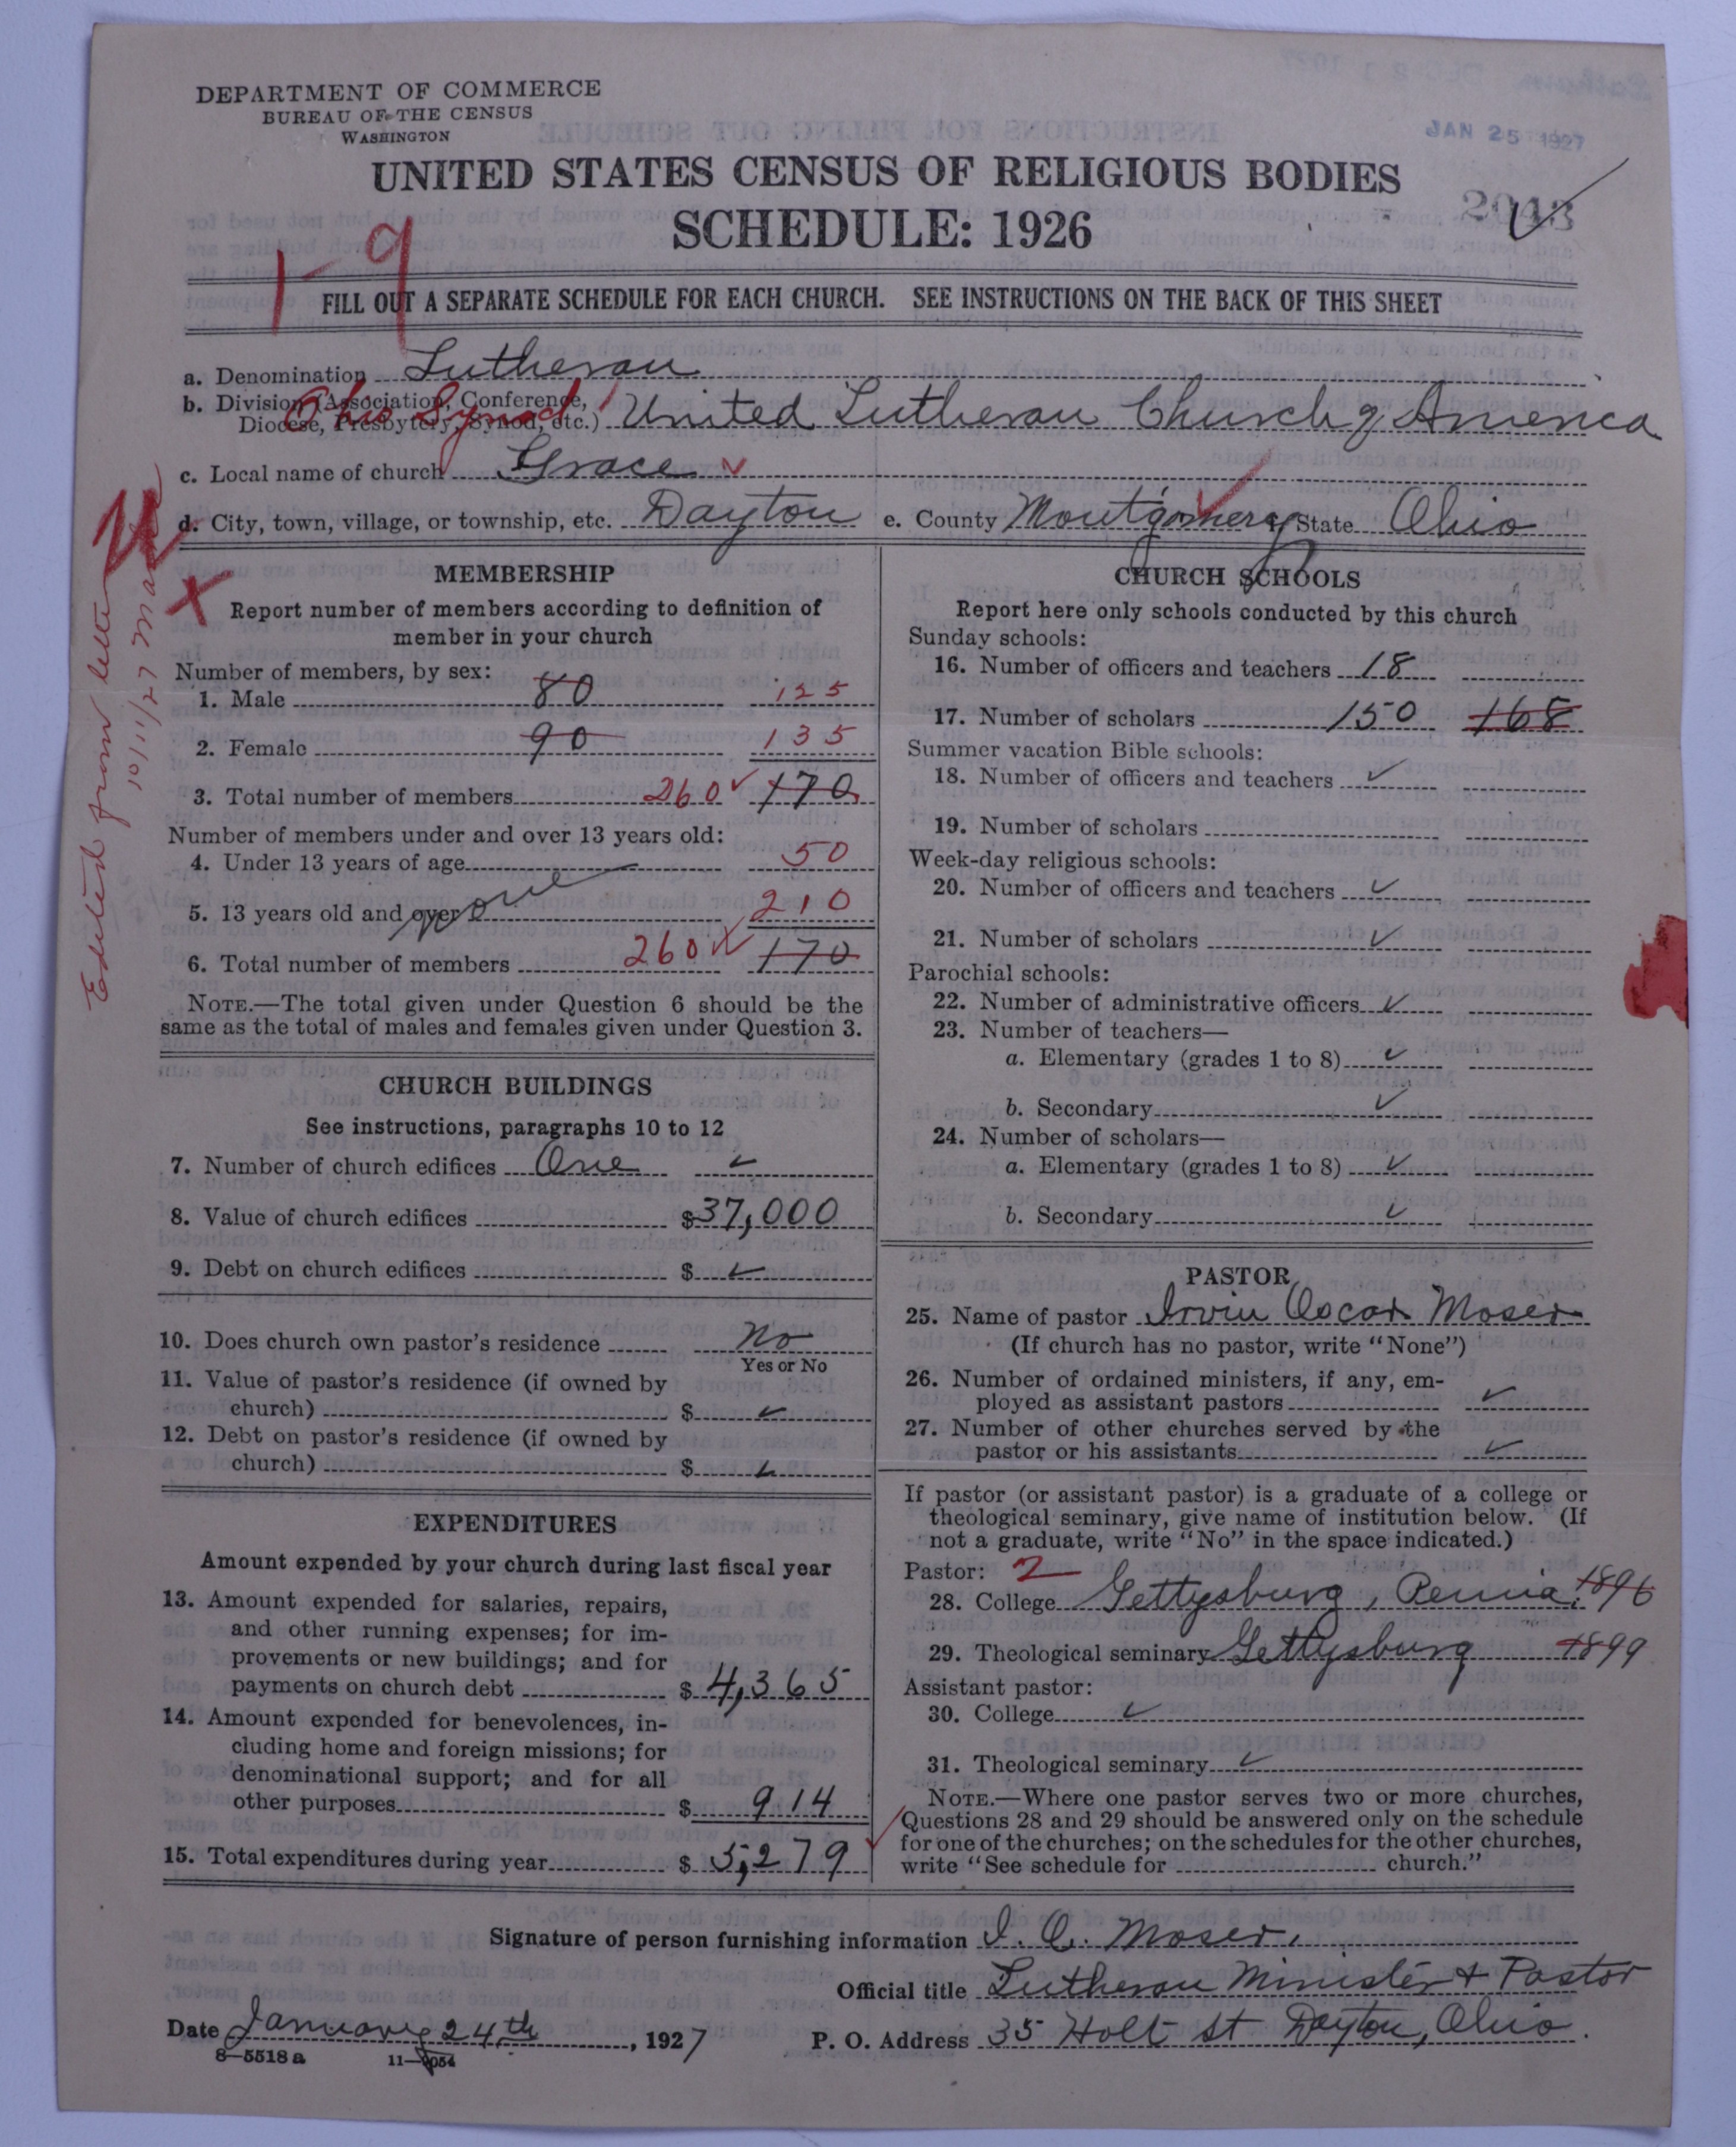 DEPARTMENT OF COMMERCE
BUREAU OF THE CENSUS
WASHINGTON
JAN 25 1927
UNITED STATES CENSUS OF RELIGIOUS BODIES
SCHEDULE: 1926
2043
1-9
FILL OUT A SEPARATE SCHEDULE FOR EACH CHURCH. SEE INSTRUCTIONS ON THE BACK OF THIS SHEET
a. Denomination Lutheran
b. Division (Association, Conference, Diocese, Presbytery, Synod, etc.) Ohio Synod / United Lutheran Church of America
c. Local name of church Grace
d. City, town, village, or township, etc. Dayton e. County Montgomery f. State Ohio
Edited from letter
10/11/27
MEMBERSHIP
Report number of members according to definition of
member in your church
Number of members, by sex:
1. Male 80 125
2. Female 90 135
3. Total number of members 260 170
Number of members under and over 13 years old:
4. Under 13 years of age 50
5. 13 years old and over over 210
6. Total number of members 260 170
NOTE.—The total given under Question 6 should be the
same as the total of males and females given under Question 3.
CHURCH BUILDINGS
See instructions, paragraphs 10 to 12
7. Number of church edifices One
8. Value of church edifices $37,000
9. Debt on church edifices $
10. Does church own pastor's residence No
Yes or No
11. Value of pastor's residence (if owned by
church) $
12. Debt on pastor's residence (if owned by
church) $
EXPENDITURES
Amount expended by your church during last fiscal year
13. Amount expended for salaries, repairs,
and other running expenses; for im-
provements or new buildings; and for
payments on church debt $ 4,365
14. Amount expended for benevolences, in-
cluding home and foreign missions; for
denominational support; and for all
other purposes $ 914
15. Total expenditures during year $ 5,279
CHURCH SCHOOLS
Report here only schools conducted by this church
Sunday schools:
16. Number of officers and teachers 18
17. Number of scholars 150 168
Summer vacation Bible schools:
18. Number of officers and teachers
19. Number of scholars
Week-day religious schools:
20. Number of officers and teachers
21. Number of scholars
Parochial schools:
22. Number of administrative officers
23. Number of teachers—
a. Elementary (grades 1 to 8)
b. Secondary
24. Number of scholars—
a. Elementary (grades 1 to 8)
b. Secondary
PASTOR
25. Name of pastor Irvin Oscar Moser
(If church has no pastor, write "None")
26. Number of ordained ministers, if any, em-
ployed as assistant pastors
27. Number of other churches served by the
pastor or his assistants
If pastor (or assistant pastor) is a graduate of a college or
theological seminary, give name of institution below. (If
not a graduate, write "No" in the space indicated.)
Pastor: 2
28. College Gettysburg, Penna. 1896
29. Theological seminary Gettysburg 1899
Assistant pastor:
30. College
31. Theological seminary
NOTE.—Where one pastor serves two or more churches,
Questions 28 and 29 should be answered only on the schedule
for one of the churches; on the schedules for the other churches,
write "See schedule for church."
Signature of person furnishing information I. O. Moser.
Official title Lutheran Minister & Pastor
Date January 24th, 1927 P. O. Address 35 Holt St Dayton, Ohio.
8—5518 a 11—